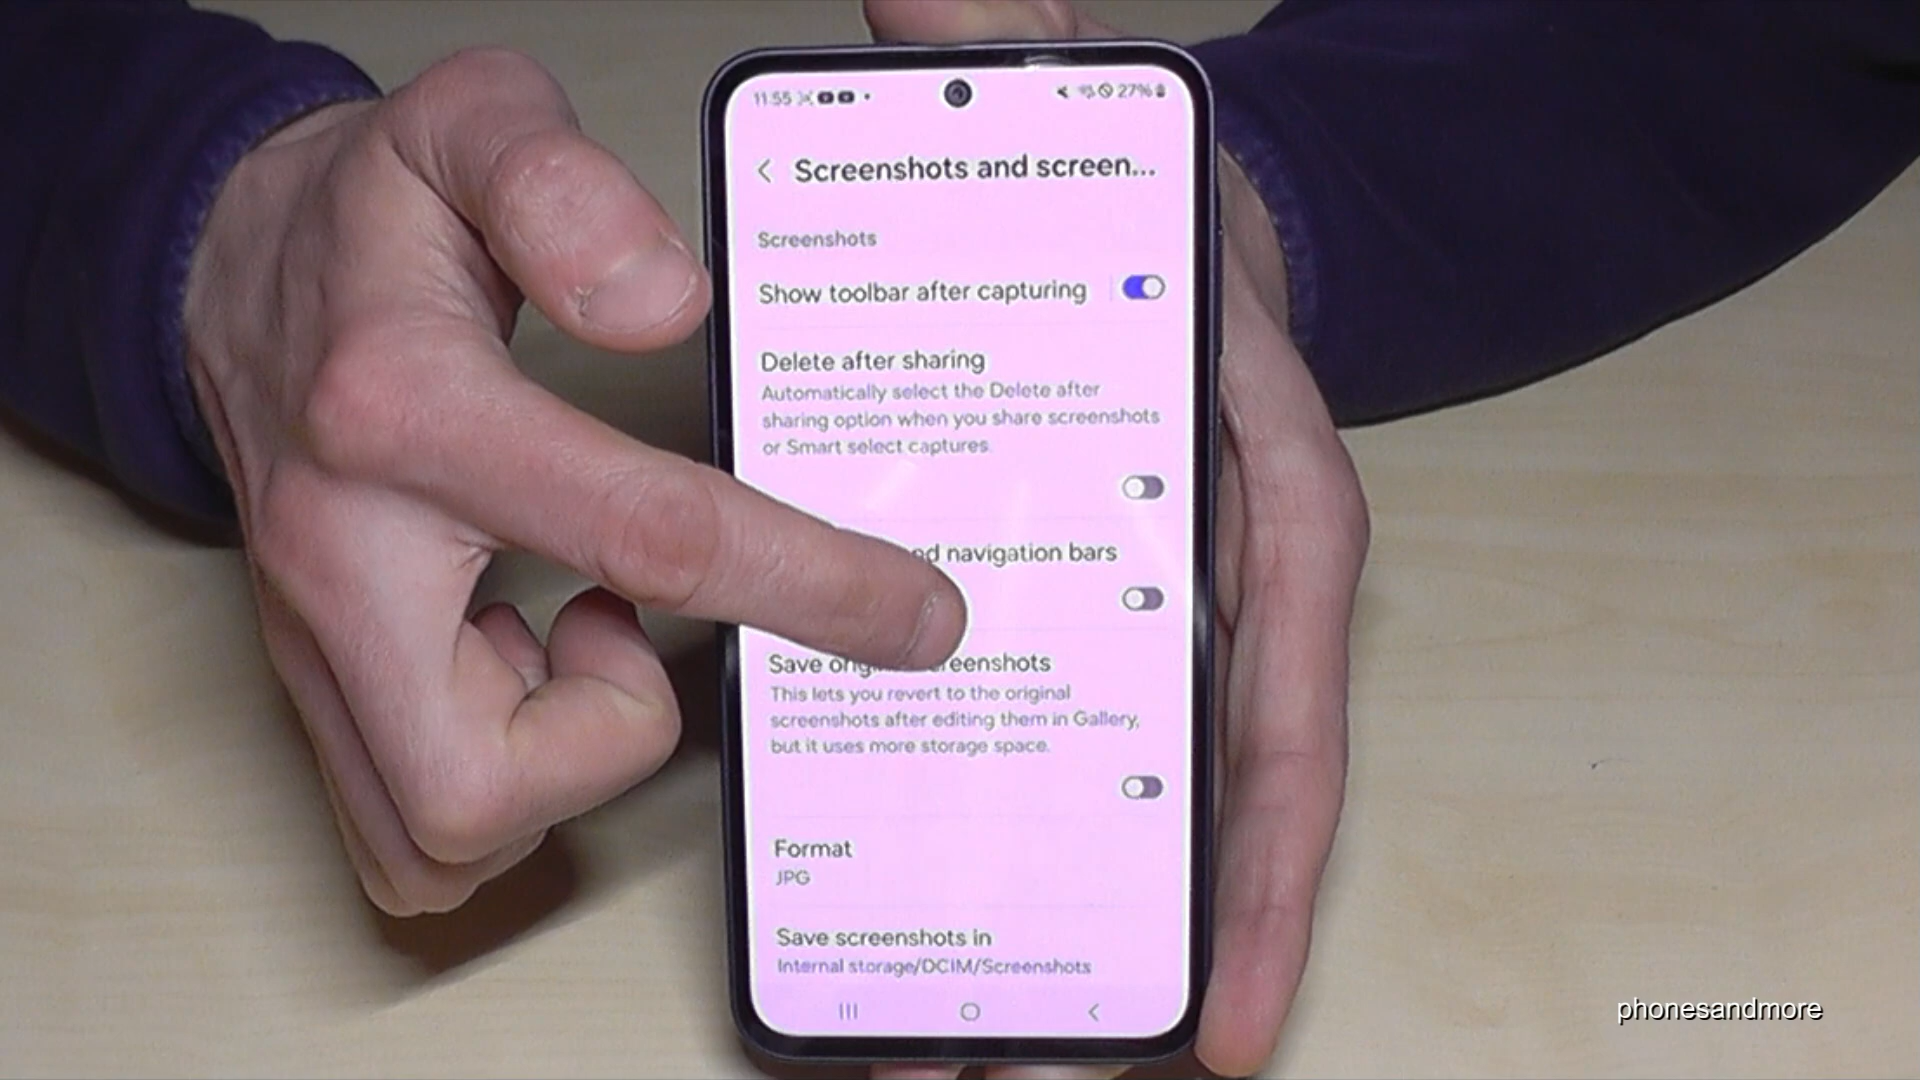 11:55
27%
Screenshots and screen...
Screenshots
Show toolbar after capturing
Delete after sharing
Automatically select the Delete after
sharing option when you share screenshots
or Smart select captures.
navigation bars
Save screenshots
This lets you revert to the original
screenshots after editing them in Gallery,
but it uses more storage space.
Format
JPG
Save screenshots in
Internal storage/DCIM/Screenshots
phonesandmore